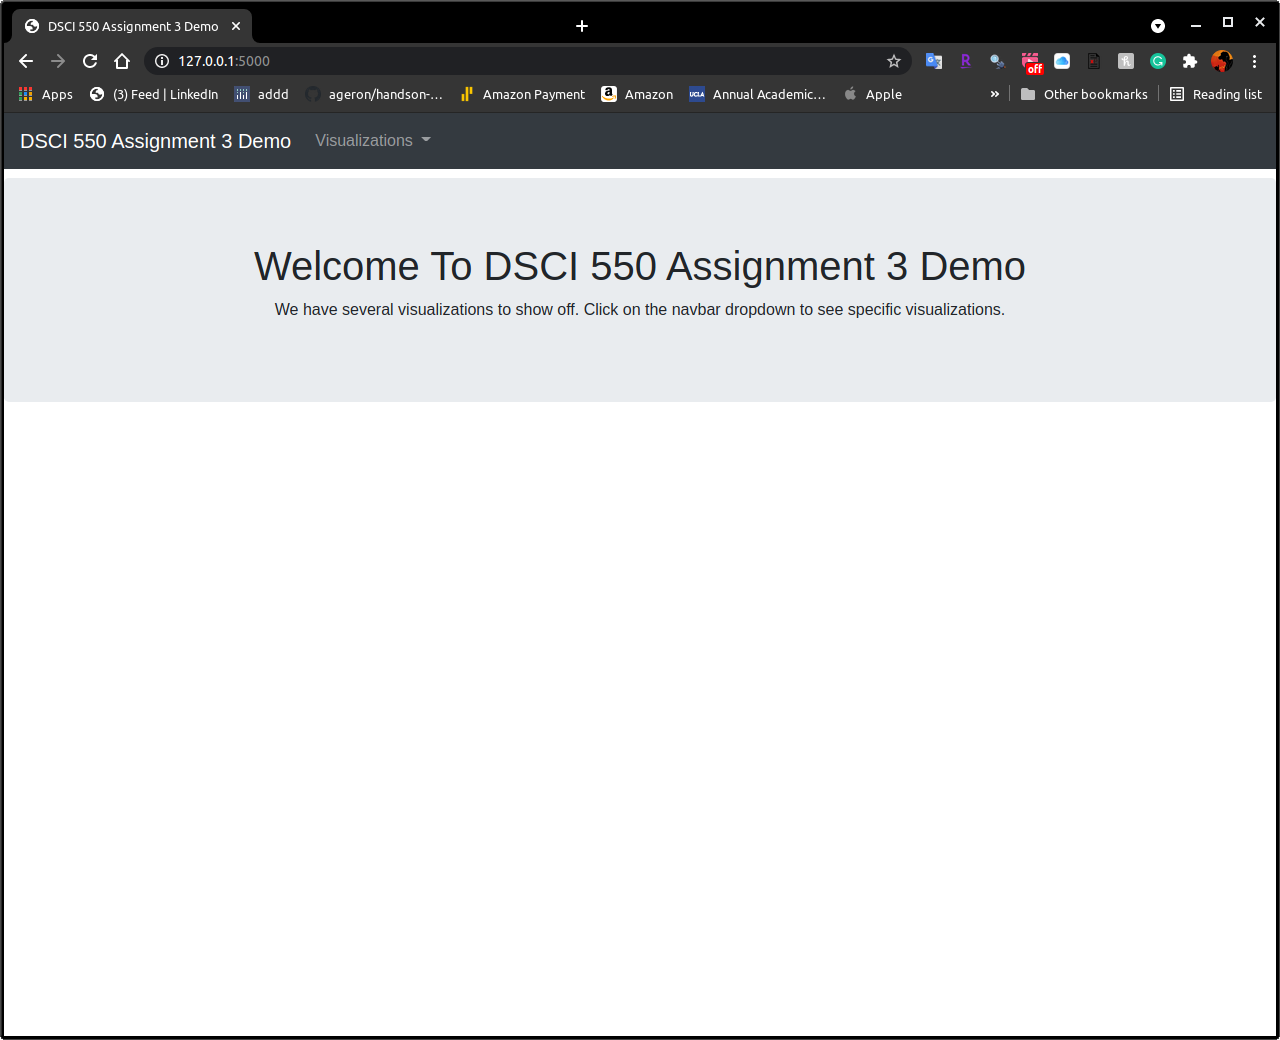 DSCI 550 Assignment 3 Demo
127.0.0.1:5000
off
Apps (3) Feed | LinkedIn addd ageron/handson-... Amazon Payment Amazon UCLA Annual Academic... Apple » Other bookmarks Reading list
DSCI 550 Assignment 3 Demo Visualizations
Welcome To DSCI 550 Assignment 3 Demo
We have several visualizations to show off. Click on the navbar dropdown to see specific visualizations.